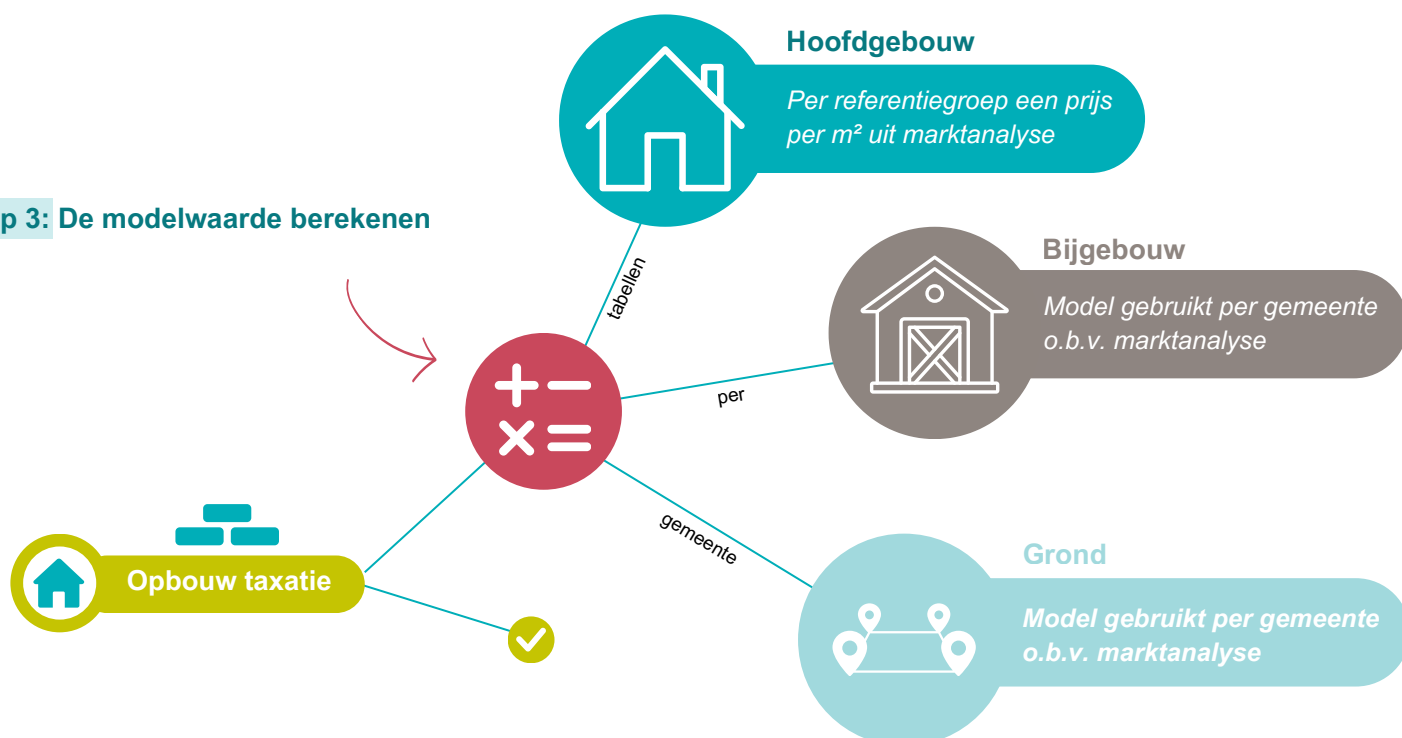 Hoofdgebouw
Per referentiegroep een prijs
per m² uit marktanalyse
p 3: De modelwaarde berekenen
tabellen
Bijgebouw
Model gebruikt per gemeente
o.b.v. marktanalyse
per
gemeente
Grond
Model gebruikt per gemeente
o.b.v. marktanalyse
Opbouw taxatie